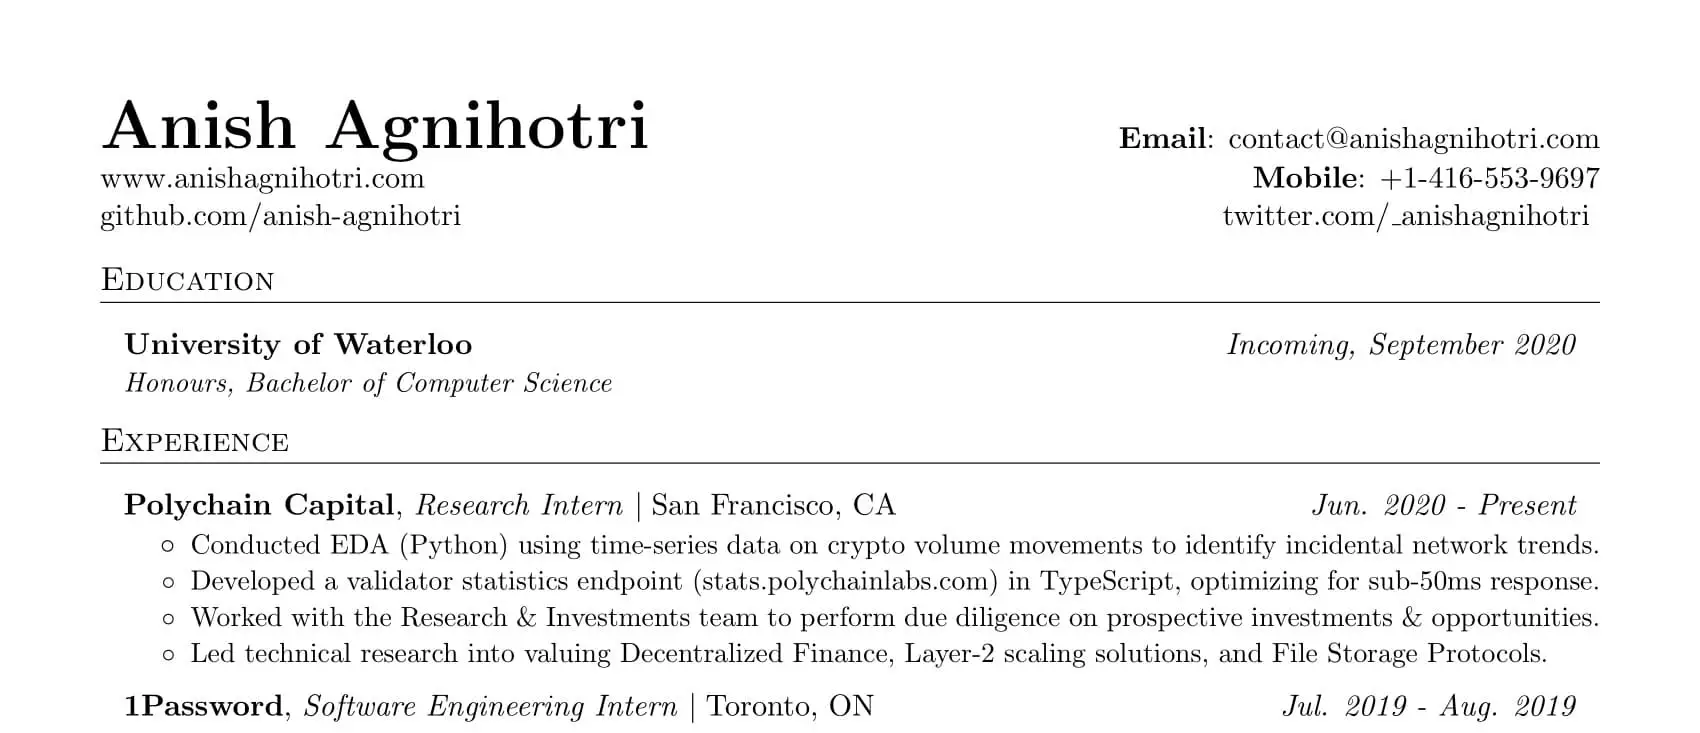 Anish Agnihotri
Email: contact@anishagnihotri.com
www.anishagnihotri.com
Mobile: +1-416-553-9697
github.com/anish-agnihotri
twitter.com/_anishagnihotri
Education
University of Waterloo
Incoming, September 2020
Honours, Bachelor of Computer Science
Experience
Polychain Capital, Research Intern | San Francisco, CA
Jun. 2020 - Present
◦ Conducted EDA (Python) using time-series data on crypto volume movements to identify incidental network trends.
◦ Developed a validator statistics endpoint (stats.polychainlabs.com) in TypeScript, optimizing for sub-50ms response.
◦ Worked with the Research & Investments team to perform due diligence on prospective investments & opportunities.
◦ Led technical research into valuing Decentralized Finance, Layer-2 scaling solutions, and File Storage Protocols.
1Password, Software Engineering Intern | Toronto, ON
Jul. 2019 - Aug. 2019